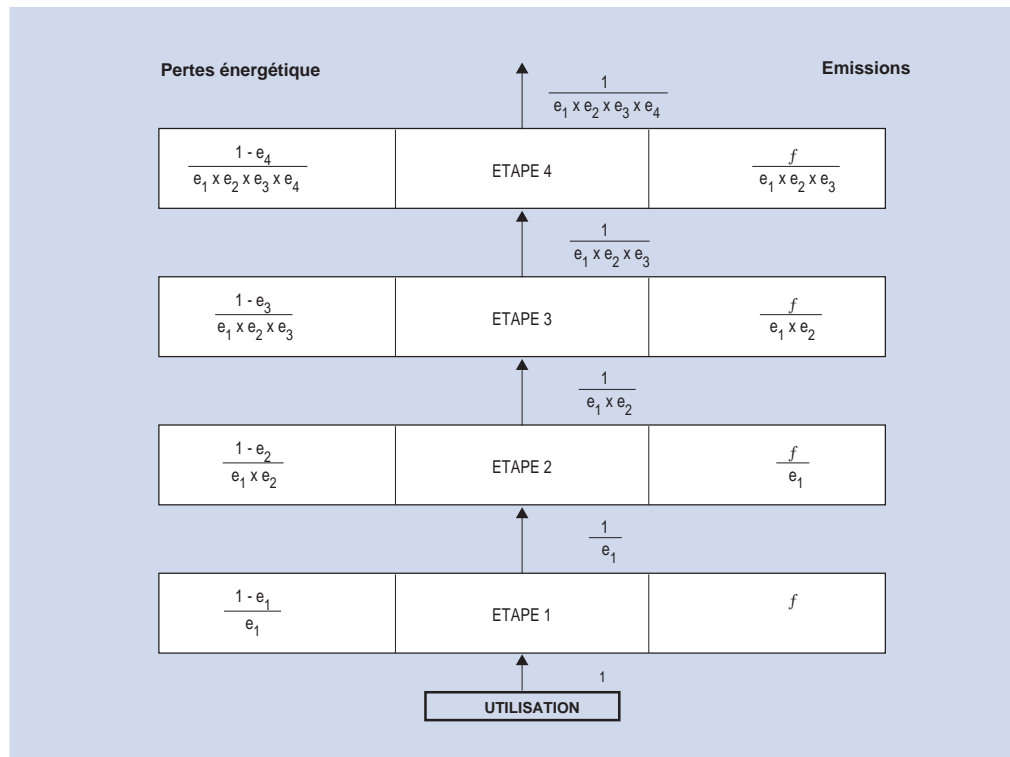 Pertes énergétique
Emissions
1
e1 x e2 x e3 x e4
1 - e4
e1 x e2 x e3 x e4
ETAPE 4
f
e1 x e2 x e3
1
e1 x e2 x e3
1 - e3
e1 x e2 x e3
ETAPE 3
f
e1 x e2
1
e1 x e2
1 - e2
e1 x e2
ETAPE 2
f
e1
1
e1
1 - e1
e1
ETAPE 1
f
1
UTILISATION